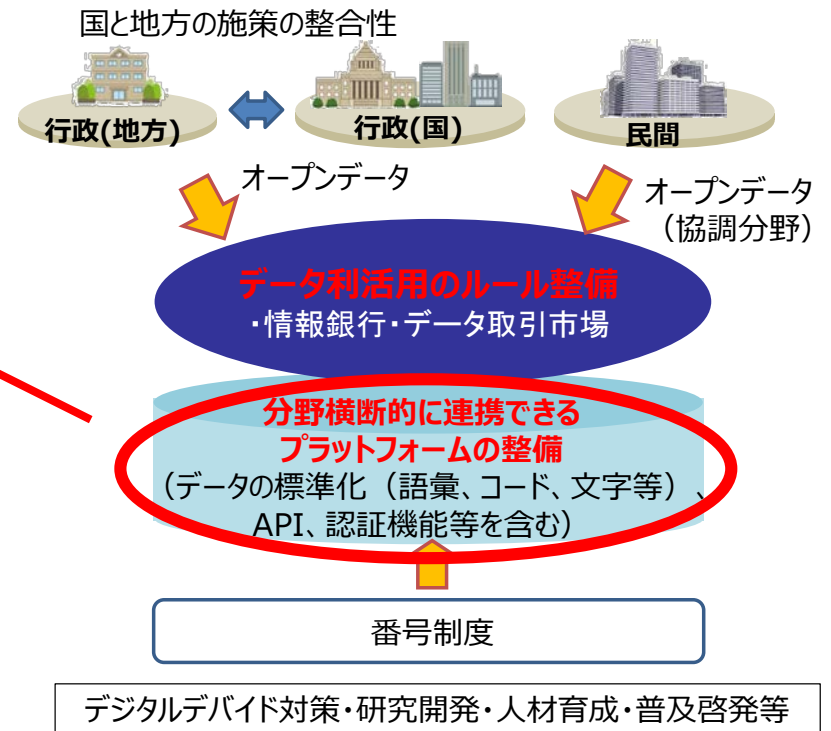 国と地方の施策の整合性
行政(地方)
行政(国)
民間
オープンデータ
オープンデータ
（協調分野）
データ利活用のルール整備
・情報銀行・データ取引市場
分野横断的に連携できる
プラットフォームの整備
（データの標準化（語彙、コード、文字等）、
API、認証機能等を含む）
番号制度
デジタルデバイド対策・研究開発・人材育成・普及啓発等